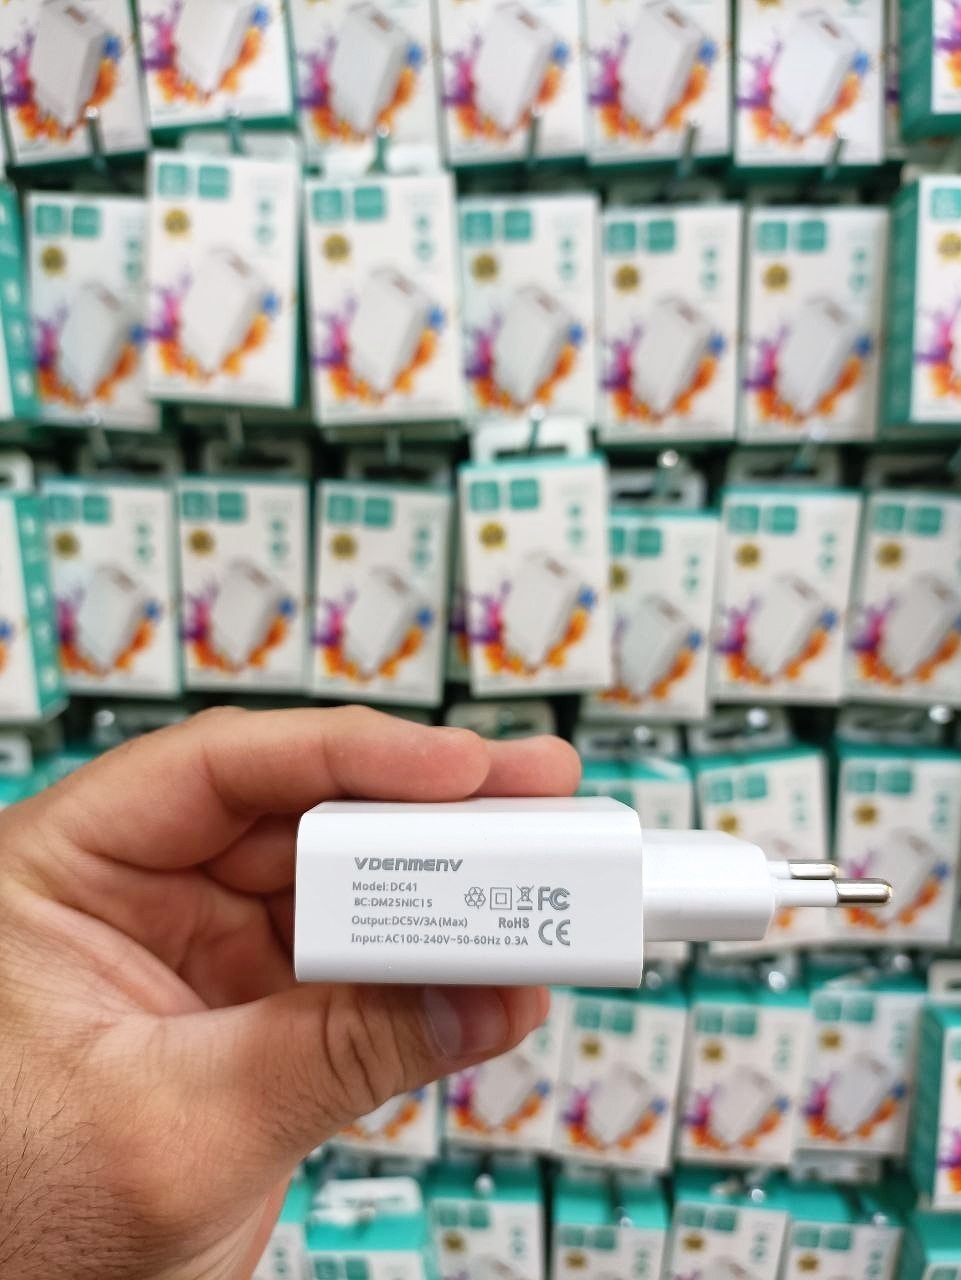 VDENMENV
Model:DC41
BC:DM25NIC15
Output:DC5V/3A(Max) RoHS
Input:AC100-240V~50-60Hz 0.3A
FC
CE